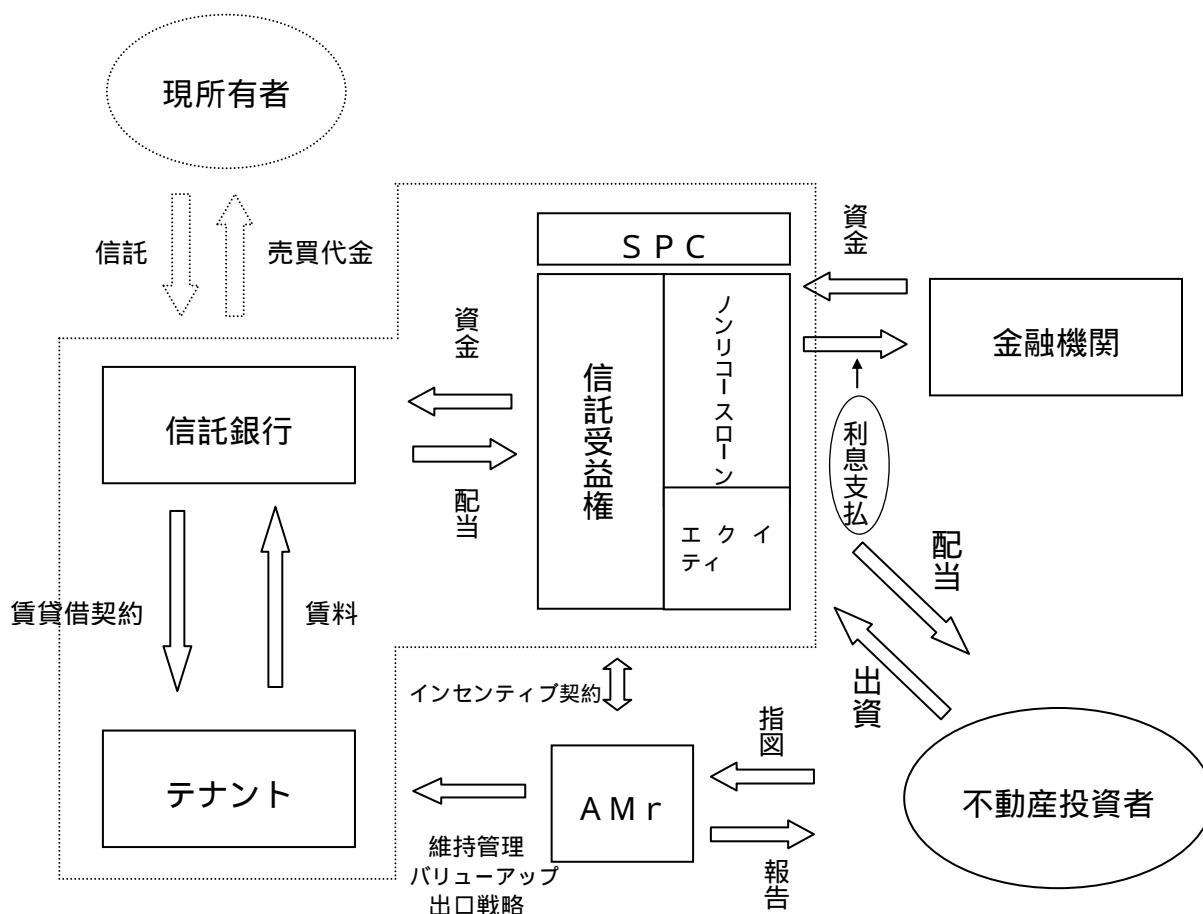 現所有者
信託
売買代金
SPC
資金
ノンリコースローン
信託受益権
エクイ
ティ
資金
配当
金融機関
利息支払
信託銀行
賃貸借契約
賃料
配当
出資
インセンティブ契約
テナント
AMr
指図
報告
不動産投資者
維持管理
バリューアップ
出口戦略